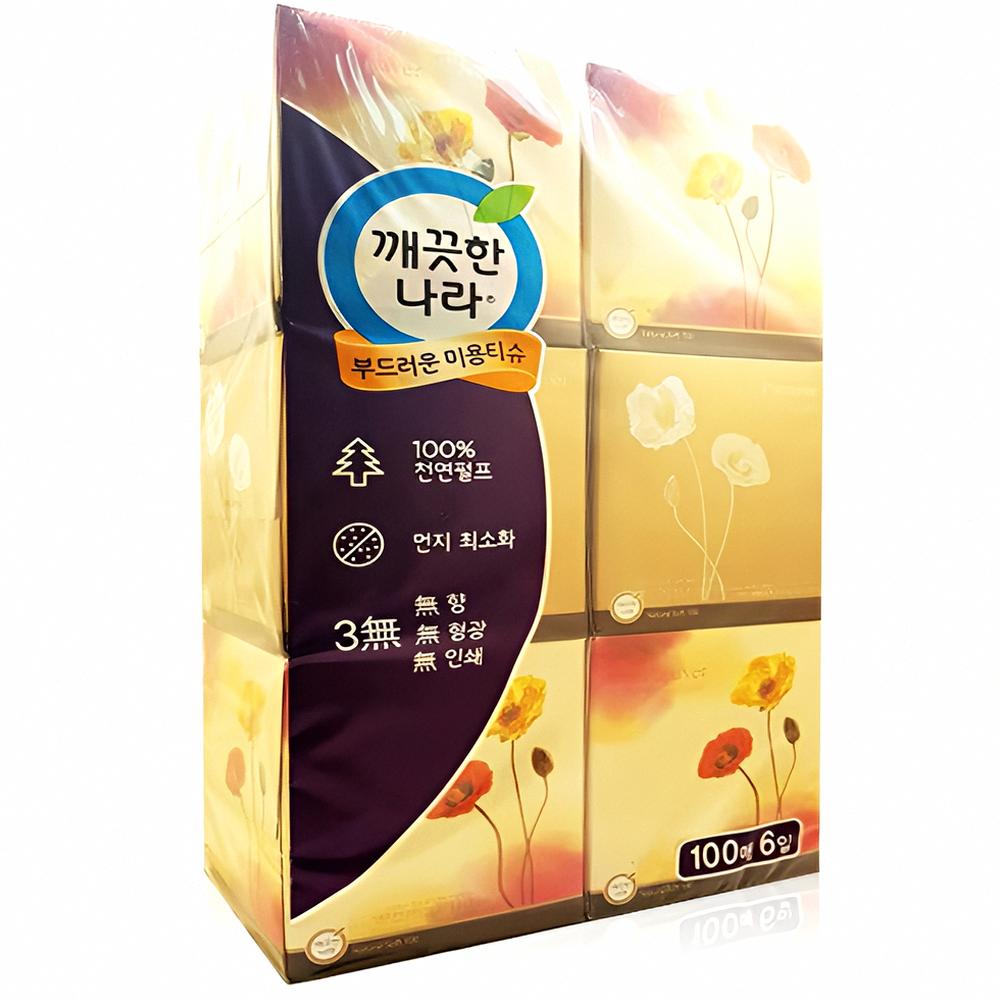 깨끗한
나라
부드러운 미용티슈
100%
천연펄프
먼지 최소화
3無
無 향
無 형광
無 인쇄
100매 6입